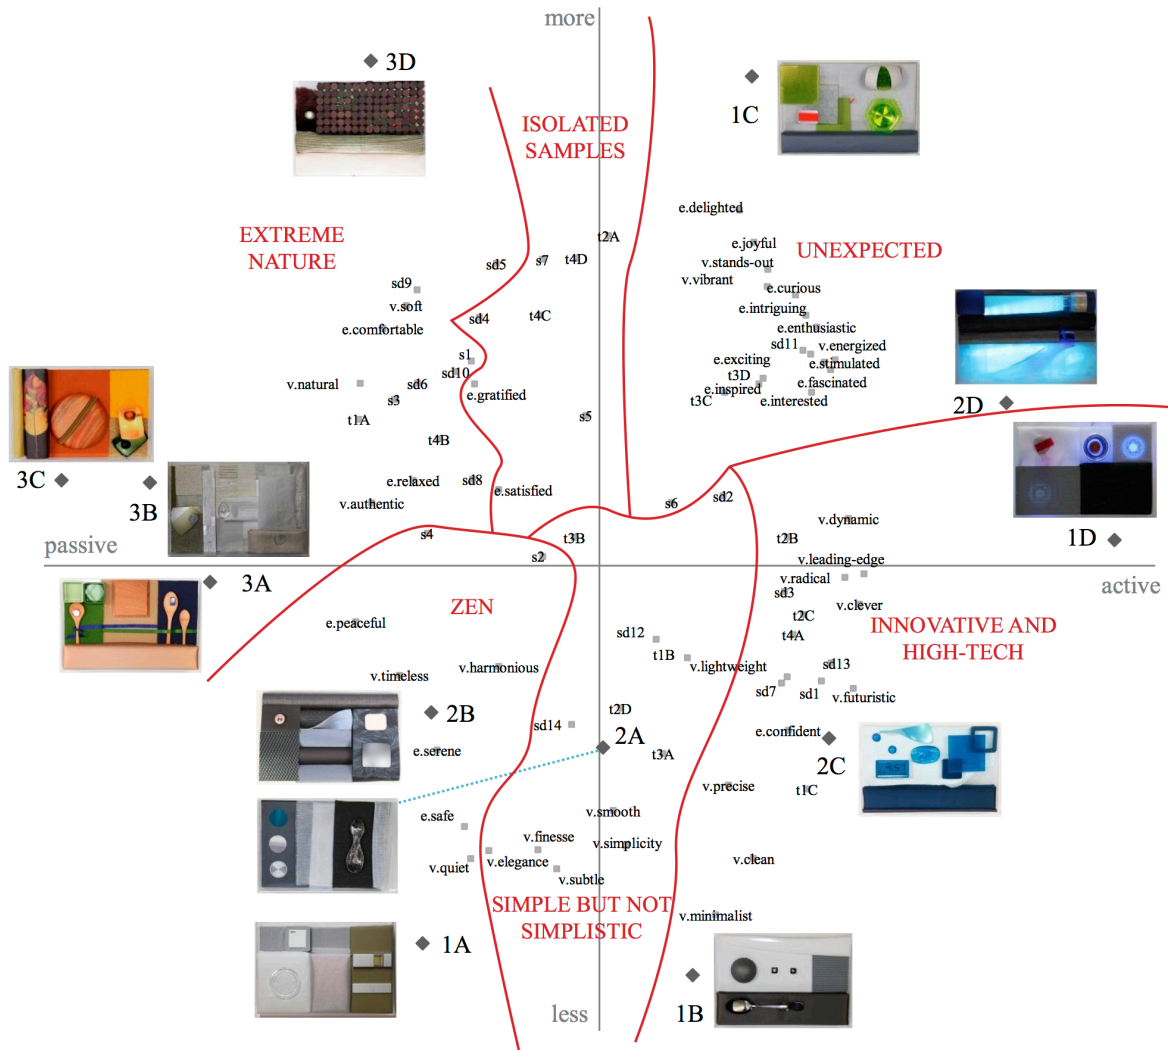 more
3D
1C
ISOLATED
SAMPLES
e.delighted
EXTREME
NATURE
t2A
e.joyful
UNEXPECTED
sd5
s7
t4D
v.stands-out
sd9
v.vibrant
e.curious
v.soft
e.intriguing
sd4
t4C
e.comfortable
e.enthusiastic
sd11
v.energized
s1
e.exciting
e.stimulated
sd10
t3D
v.natural
sd6
e.gratified
e.inspired
e.fascinated
s3
t3C
e.interested
2D
t1A
s5
t4B
3C
e.relaxed
sd8
e.satisfied
3B
v.authentic
s6
sd2
v.dynamic
s4
t3B
t2B
1D
passive
s2
v.leading-edge
3A
v.radical
active
sd3
ZEN
v.clever
t2C
e.peaceful
INNOVATIVE AND
HIGH-TECH
sd12
t4A
t1B
v.harmonious
v.lightweight
sd13
v.timeless
sd7
sd1
v.futuristic
2B
t2D
sd14
2A
e.confident
e.serene
t3A
2C
v.precise
t1C
e.safe
v.smooth
v.finesse
v.simplicity
v.quiet
v.elegance
v.clean
v.subtle
SIMPLE BUT NOT
SIMPLISTIC
v.minimalist
1A
less
1B